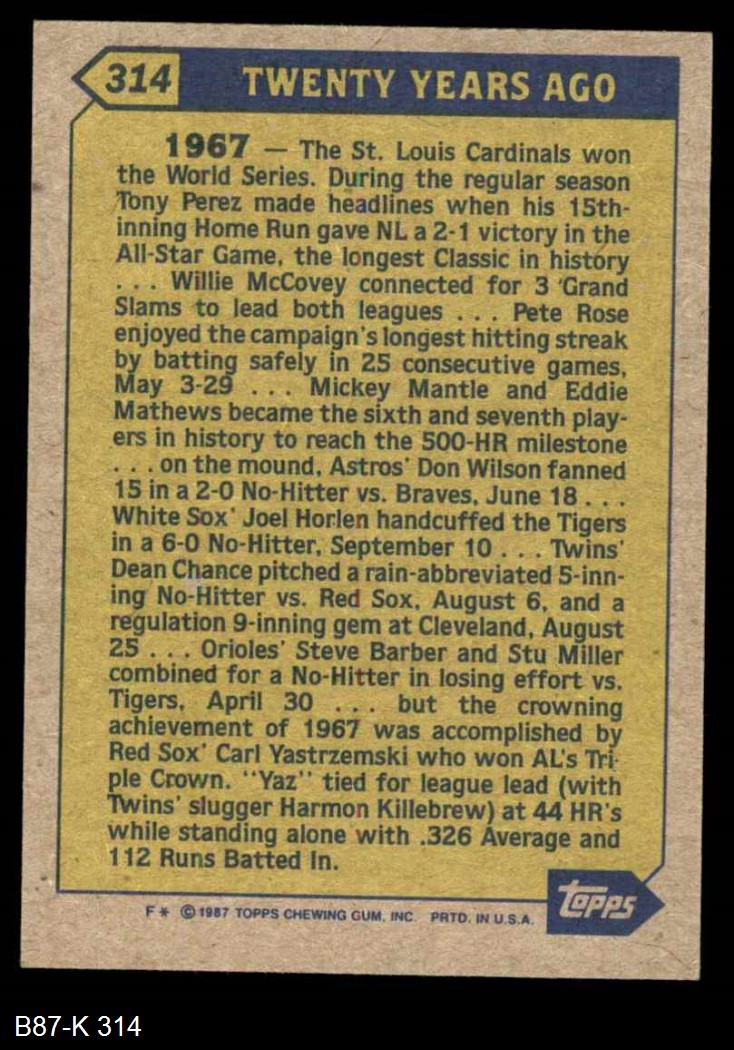 314
TWENTY YEARS AGO
1967 — The St. Louis Cardinals won
the World Series. During the regular season
Tony Perez made headlines when his 15th-
inning Home Run gave NL a 2-1 victory in the
All-Star Game, the longest Classic in history
. . . Willie McCovey connected for 3 Grand
Slams to lead both leagues . . . Pete Rose
enjoyed the campaign's longest hitting streak
by batting safely in 25 consecutive games,
May 3-29 . . . Mickey Mantle and Eddie
Mathews became the sixth and seventh play-
ers in history to reach the 500-HR milestone
. . . on the mound, Astros' Don Wilson fanned
15 in a 2-0 No-Hitter vs. Braves, June 18 . . .
White Sox' Joel Horlen handcuffed the Tigers
in a 6-0 No-Hitter, September 10 . . . Twins'
Dean Chance pitched a rain-abbreviated 5-inn-
ing No-Hitter vs. Red Sox, August 6, and a
regulation 9-inning gem at Cleveland, August
25 . . . Orioles' Steve Barber and Stu Miller
combined for a No-Hitter in losing effort vs.
Tigers, April 30 . . . but the crowning
achievement of 1967 was accomplished by
Red Sox' Carl Yastrzemski who won AL's Tri-
ple Crown. "Yaz" tied for league lead (with
Twins' slugger Harmon Killebrew) at 44 HR's
while standing alone with .326 Average and
112 Runs Batted In.
topps
F* © 1987 TOPPS CHEWING GUM, INC. PRTD. IN U.S.A.
B87-K 314